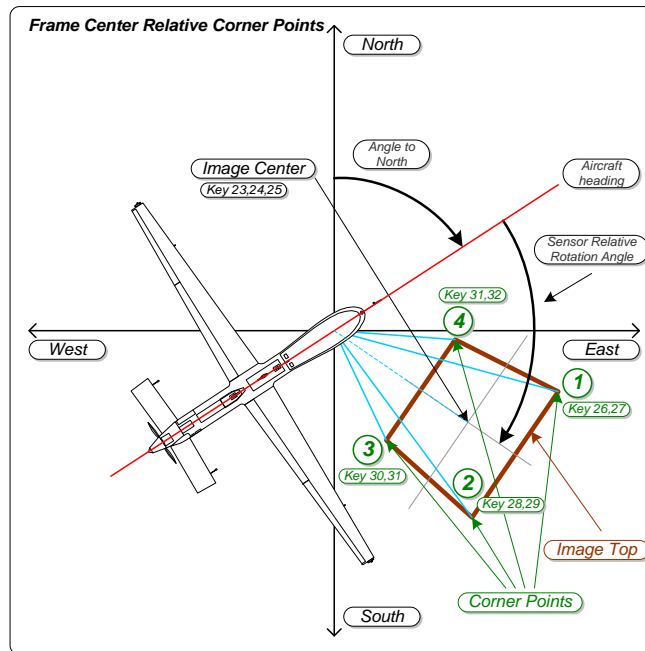 Frame Center Relative Corner Points
North
Angle to
North
Image Center
Key 23,24,25
Aircraft
heading
Sensor Relative
Rotation Angle
Key 31,32
4
West
East
1
Key 26,27
3
Key 30,31
2
Key 28,29
Image Top
Corner Points
South